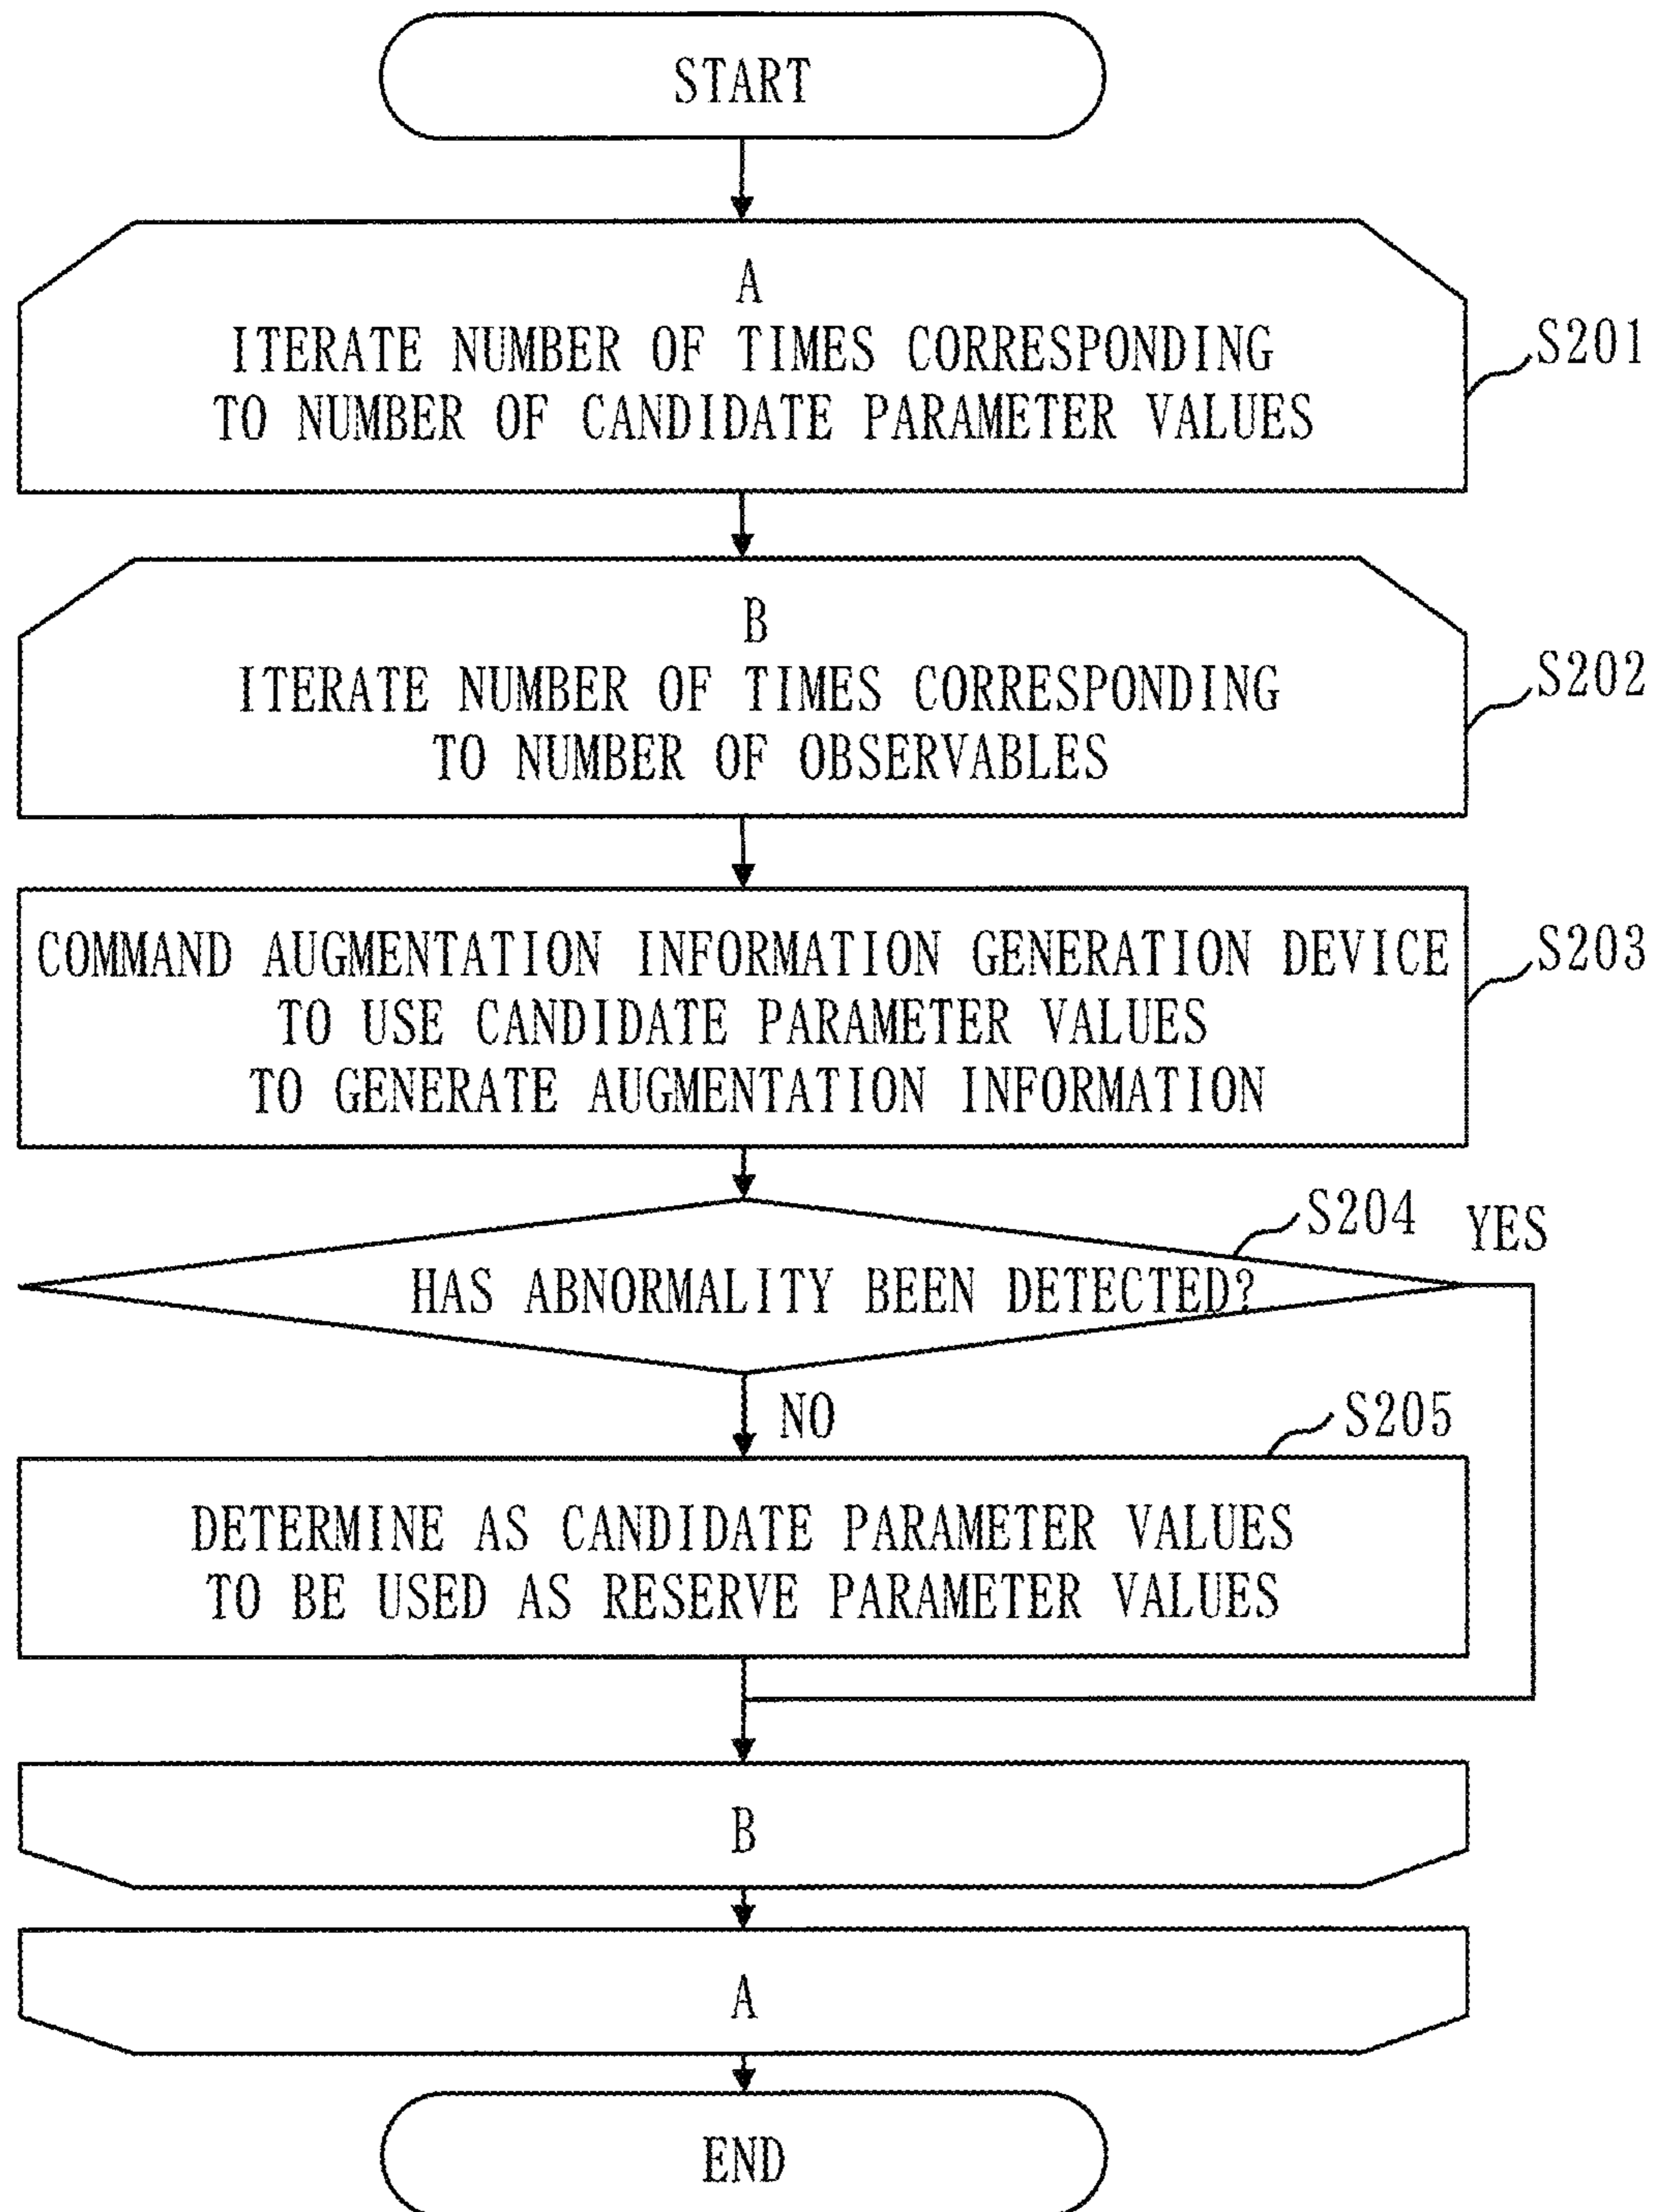 START
A
ITERATE NUMBER OF TIMES CORRESPONDING
TO NUMBER OF CANDIDATE PARAMETER VALUES
S201
B
ITERATE NUMBER OF TIMES CORRESPONDING
TO NUMBER OF OBSERVABLES
S202
COMMAND AUGMENTATION INFORMATION GENERATION DEVICE
TO USE CANDIDATE PARAMETER VALUES
TO GENERATE AUGMENTATION INFORMATION
S203
S204
YES
HAS ABNORMALITY BEEN DETECTED?
NO
S205
DETERMINE AS CANDIDATE PARAMETER VALUES
TO BE USED AS RESERVE PARAMETER VALUES
B
A
END